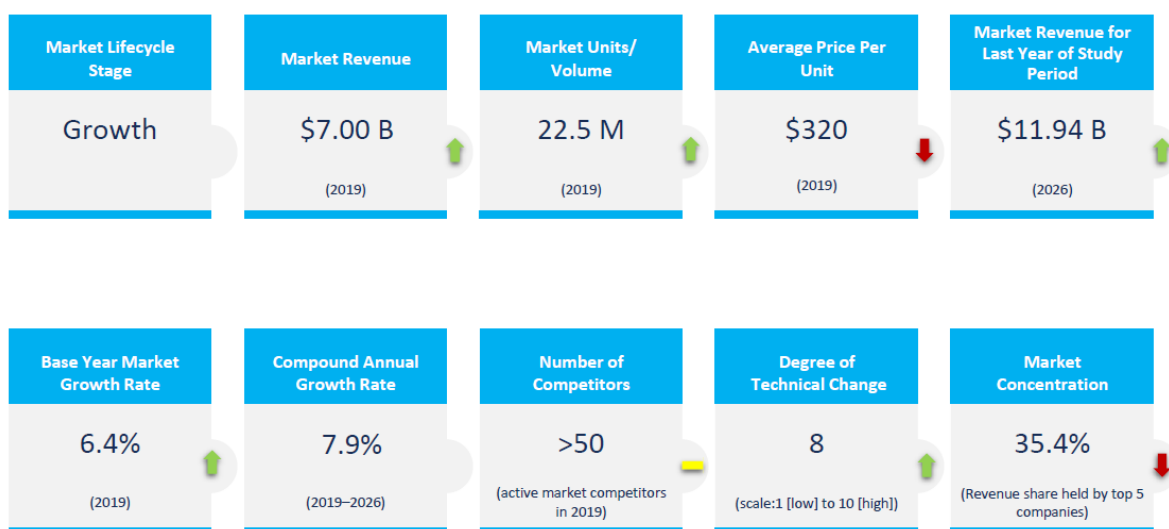 Market Lifecycle
Stage
Growth
Market Revenue
$7.00 B
(2019)
Market Units/
Volume
22.5 M
(2019)
Average Price Per
Unit
$320
(2019)
Market Revenue for
Last Year of Study
Period
$11.94 B
(2026)
Base Year Market
Growth Rate
6.4%
(2019)
Compound Annual
Growth Rate
7.9%
(2019–2026)
Number of
Competitors
>50
(active market competitors
in 2019)
Degree of
Technical Change
8
(scale:1 [low] to 10 [high])
Market
Concentration
35.4%
(Revenue share held by top 5
companies)